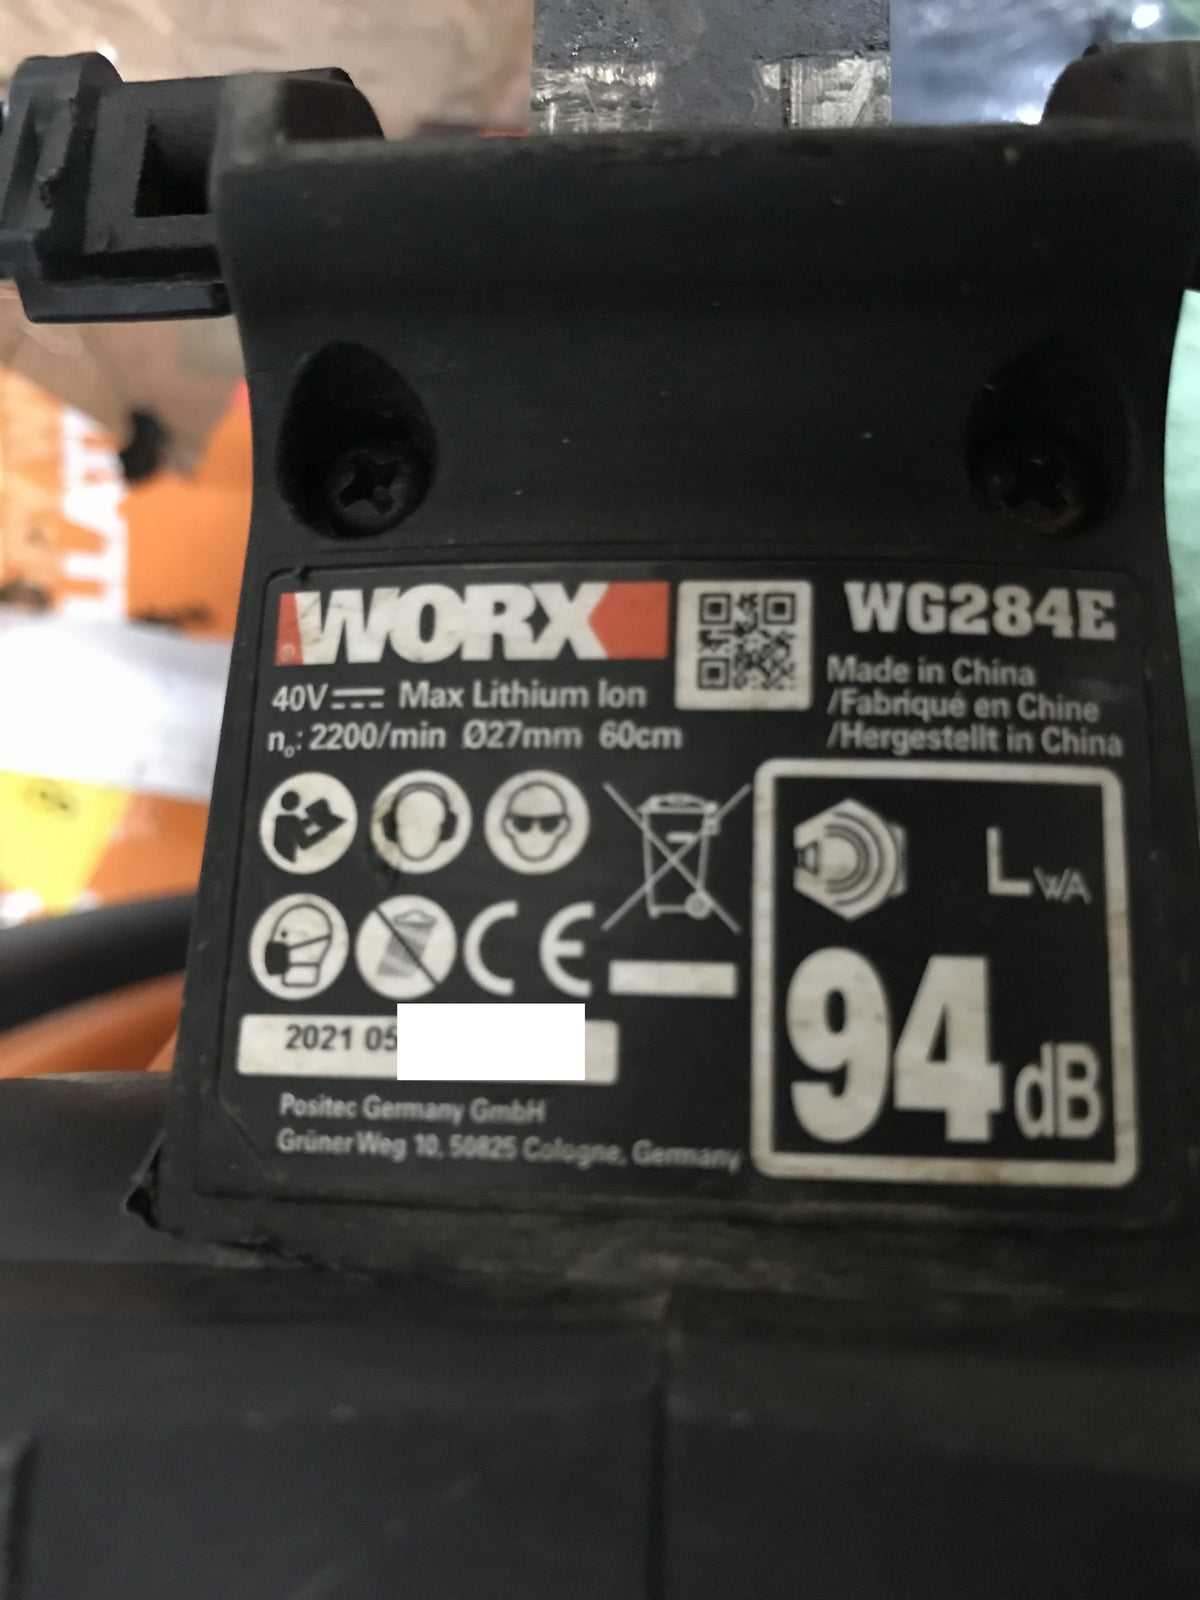 WORX
WG284E
40V Max Lithium Ion
n₀: 2200/min Ø27mm 60cm
Made in China
/Fabriqué en Chine
/Hergestellt in China
LWA
94 dB
CE
2021 05
Positec Germany GmbH
Grüner Weg 10, 50825 Cologne, Germany